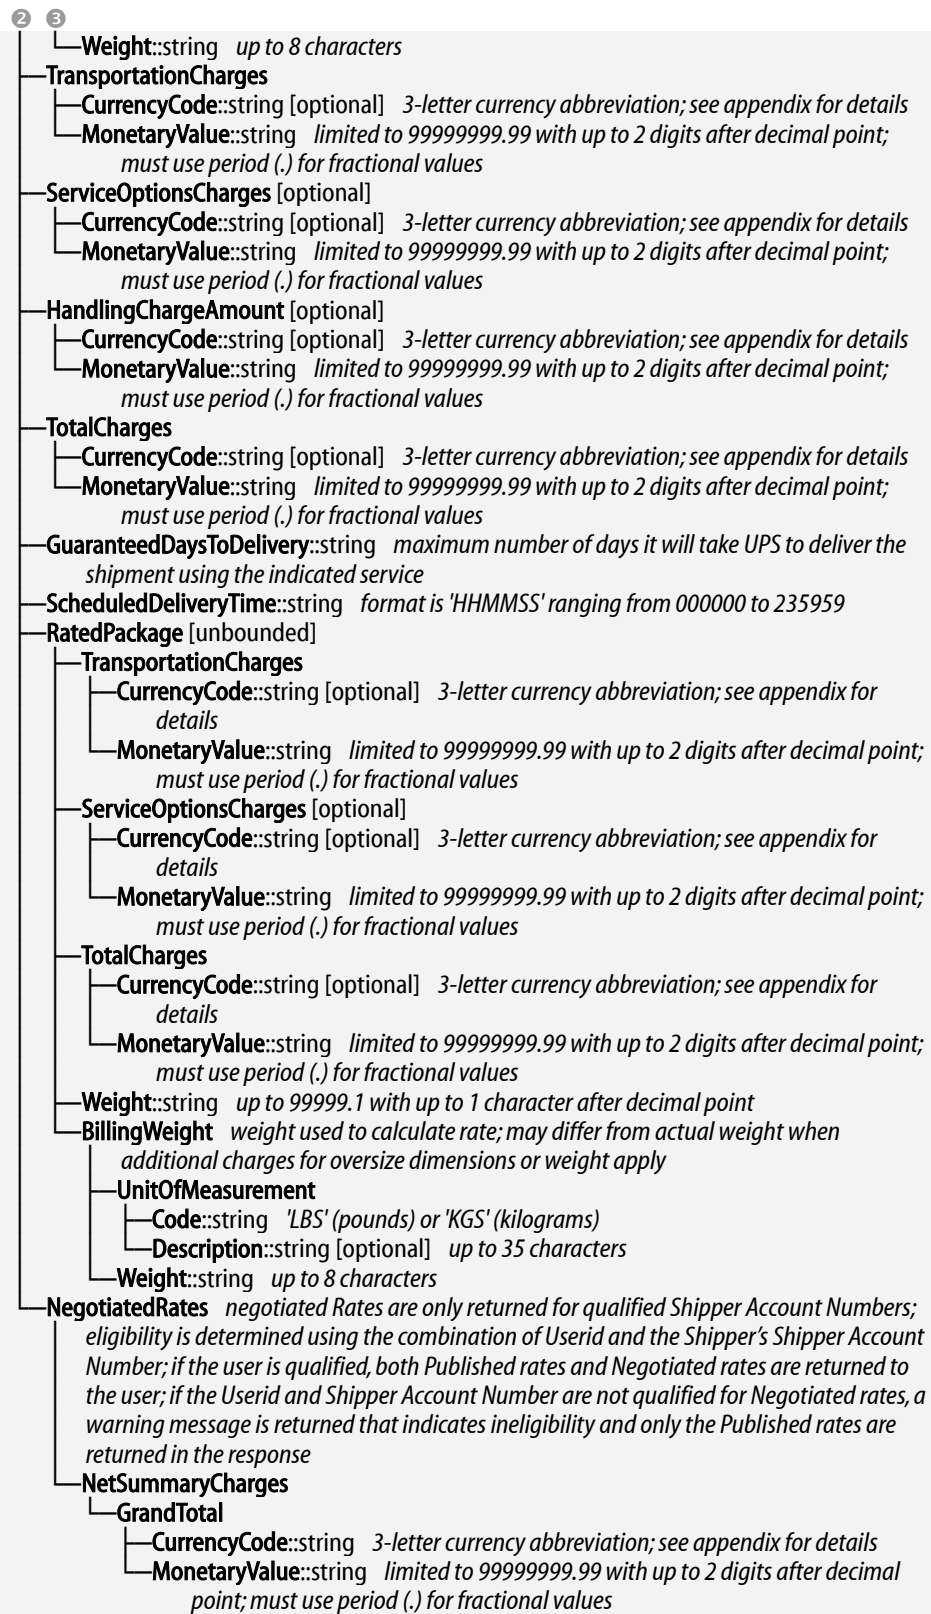 2 3
Weight::string up to 8 characters
TransportationCharges
CurrencyCode::string [optional] 3-letter currency abbreviation; see appendix for details
MonetaryValue::string limited to 99999999.99 with up to 2 digits after decimal point;
must use period (.) for fractional values
ServiceOptionsCharges [optional]
CurrencyCode::string [optional] 3-letter currency abbreviation; see appendix for details
MonetaryValue::string limited to 99999999.99 with up to 2 digits after decimal point;
must use period (.) for fractional values
HandlingChargeAmount [optional]
CurrencyCode::string [optional] 3-letter currency abbreviation; see appendix for details
MonetaryValue::string limited to 99999999.99 with up to 2 digits after decimal point;
must use period (.) for fractional values
TotalCharges
CurrencyCode::string [optional] 3-letter currency abbreviation; see appendix for details
MonetaryValue::string limited to 99999999.99 with up to 2 digits after decimal point;
must use period (.) for fractional values
GuaranteedDaysToDelivery::string maximum number of days it will take UPS to deliver the
shipment using the indicated service
ScheduledDeliveryTime::string format is 'HHMMSS' ranging from 000000 to 235959
RatedPackage [unbounded]
TransportationCharges
CurrencyCode::string [optional] 3-letter currency abbreviation; see appendix for
details
MonetaryValue::string limited to 99999999.99 with up to 2 digits after decimal point;
must use period (.) for fractional values
ServiceOptionsCharges [optional]
CurrencyCode::string [optional] 3-letter currency abbreviation; see appendix for
details
MonetaryValue::string limited to 99999999.99 with up to 2 digits after decimal point;
must use period (.) for fractional values
TotalCharges
CurrencyCode::string [optional] 3-letter currency abbreviation; see appendix for
details
MonetaryValue::string limited to 99999999.99 with up to 2 digits after decimal point;
must use period (.) for fractional values
Weight::string up to 99999.1 with up to 1 character after decimal point
BillingWeight weight used to calculate rate; may differ from actual weight when
additional charges for oversize dimensions or weight apply
UnitOfMeasurement
Code::string 'LBS' (pounds) or 'KGS' (kilograms)
Description::string [optional] up to 35 characters
Weight::string up to 8 characters
NegotiatedRates negotiated Rates are only returned for qualified Shipper Account Numbers;
eligibility is determined using the combination of Userid and the Shipper's Shipper Account
Number; if the user is qualified, both Published rates and Negotiated rates are returned to
the user; if the Userid and Shipper Account Number are not qualified for Negotiated rates, a
warning message is returned that indicates ineligibility and only the Published rates are
returned in the response
NetSummaryCharges
GrandTotal
CurrencyCode::string 3-letter currency abbreviation; see appendix for details
MonetaryValue::string limited to 99999999.99 with up to 2 digits after decimal
point; must use period (.) for fractional values